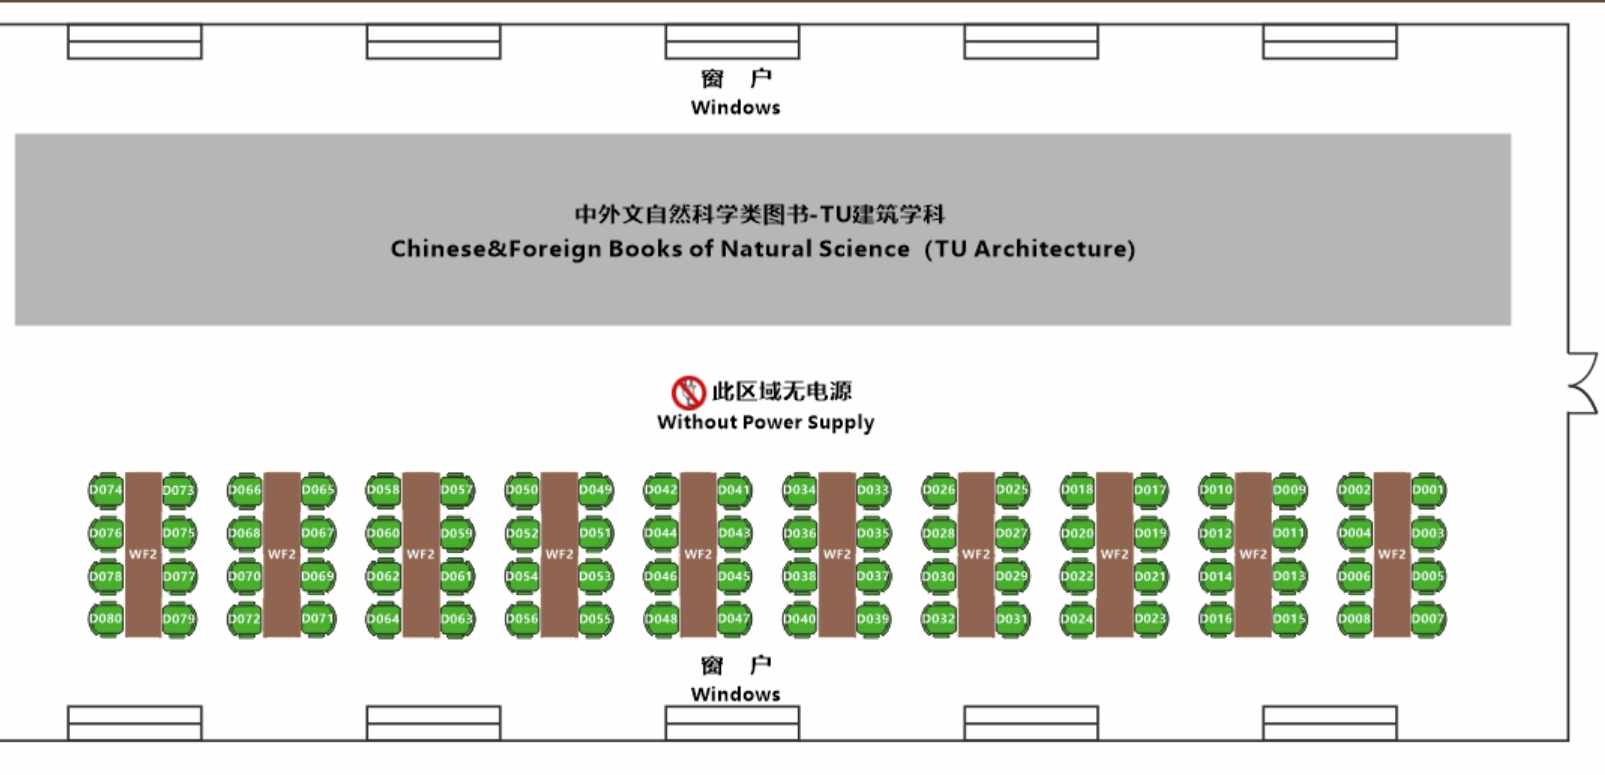 窗 户
Windows
中外文自然科学类图书-TU建筑学科
Chinese&Foreign Books of Natural Science (TU Architecture)
此区域无电源
Without Power Supply
D074 D073 D066 D065 D058 D057 D050 D049 D042 D041 D034 D033 D026 D025 D018 D017 D010 D009 D002 D001
D076 D075 D068 D067 D060 D059 D052 D051 D044 D043 D036 D035 D028 D027 D020 D019 D012 D011 D004 D003
WF2 WF2 WF2 WF2 WF2 WF2 WF2 WF2 WF2 WF2
D078 D077 D070 D069 D062 D061 D054 D053 D046 D045 D038 D037 D030 D029 D022 D021 D014 D013 D006 D005
D080 D079 D072 D071 D064 D063 D056 D055 D048 D047 D040 D039 D032 D031 D024 D023 D016 D015 D008 D007
窗 户
Windows